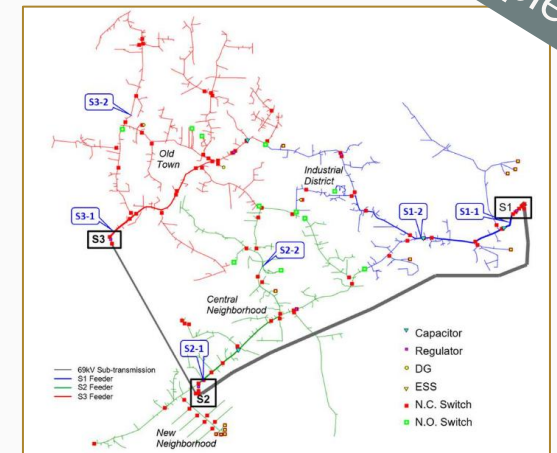 S3-2
Old
Town
Industrial
District
S3-1
S3
S1-2
S1-1
S1
S2-2
Central
Neighborhood
S2-1
S2
New
Neighborhood
69kV Sub-transmission
S1 Feeder
S2 Feeder
S3 Feeder
Capacitor
Regulator
DG
ESS
N.C. Switch
N.O. Switch